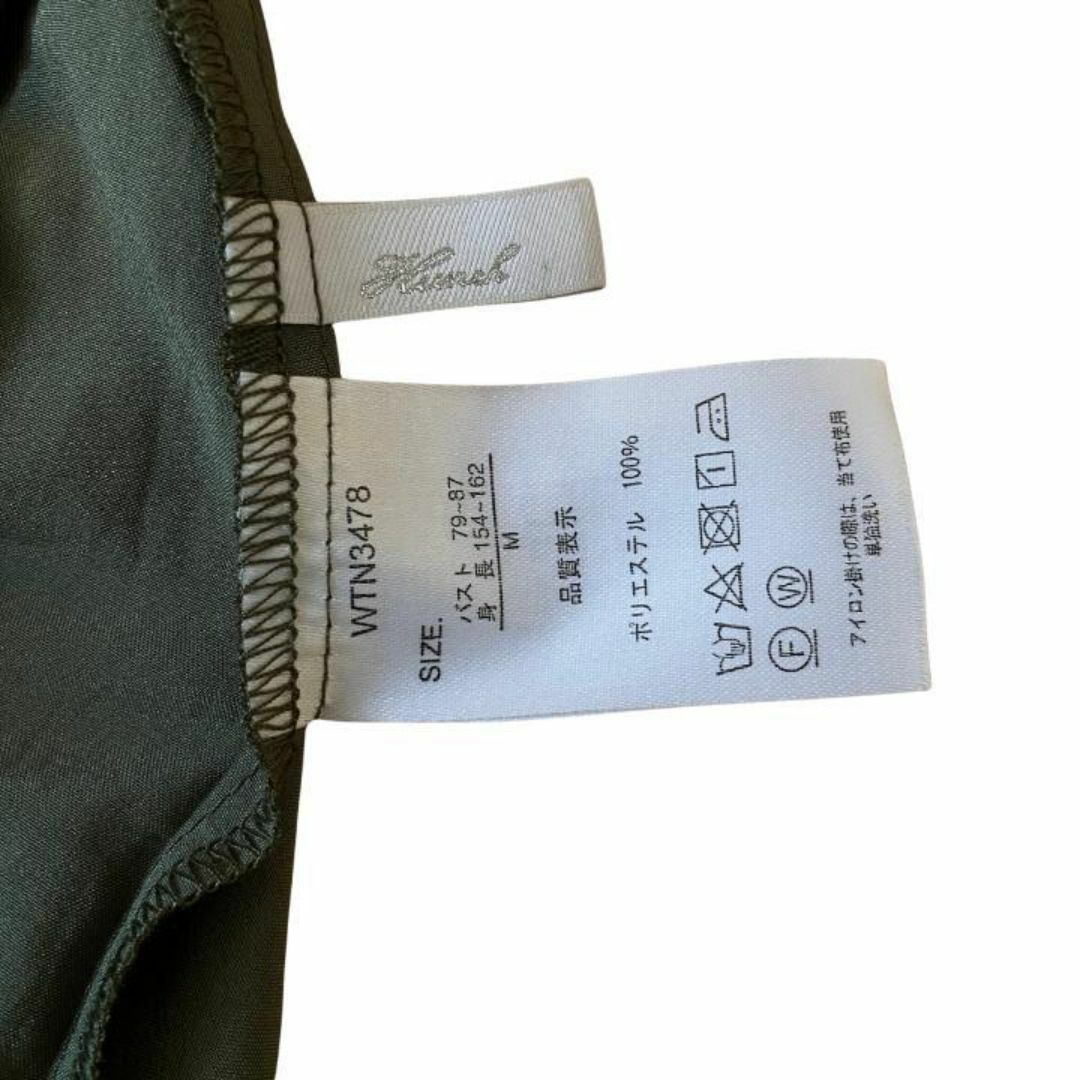 Hunch
WTN3478
SIZE.
バスト 79~87
身 長 154~162
M
品質表示
ポリエステル 100%
F W
アイロン掛けの際は、当て布使用
単位洗い